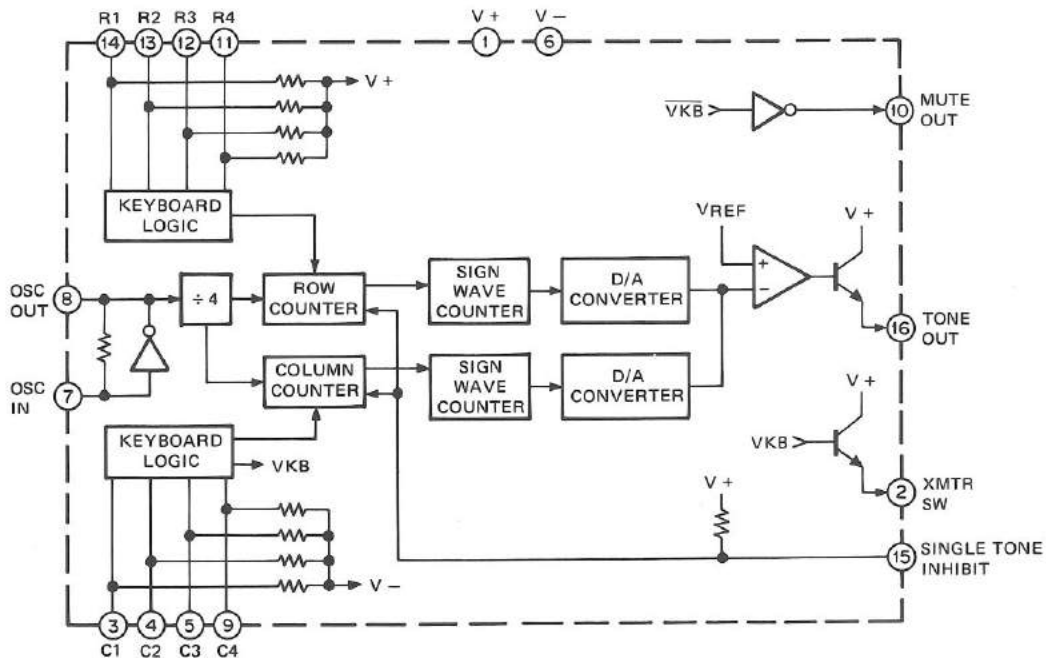 R1 R2 R3 R4
14 13 12 11
V+ V-
1 6
V+
VKB
10
MUTE
OUT
KEYBOARD
LOGIC
VREF
V+
+
-
OSC
OUT
8
÷4
ROW
COUNTER
SIGN
WAVE
COUNTER
D/A
CONVERTER
16
TONE
OUT
OSC
IN
7
COLUMN
COUNTER
SIGN
WAVE
COUNTER
D/A
CONVERTER
V+
KEYBOARD
LOGIC
VKB
VKB
2
XMTR
SW
V+
15
SINGLE TONE
INHIBIT
V-
3 4 5 9
C1 C2 C3 C4